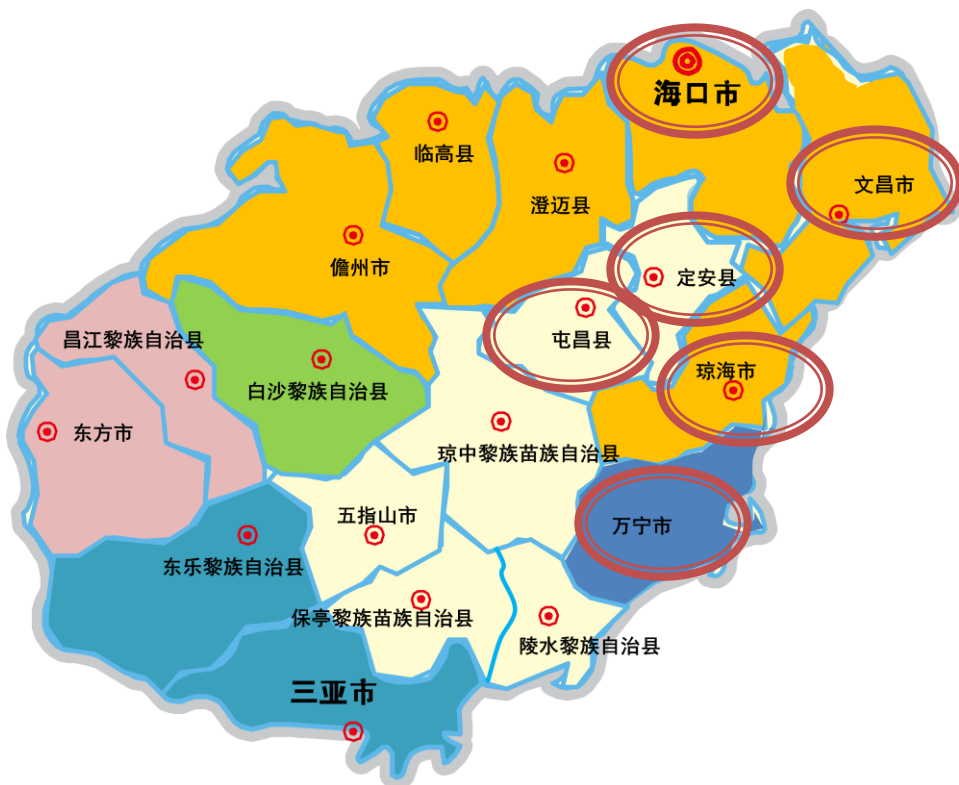 海口市
临高县
文昌市
澄迈县
儋州市
定安县
昌江黎族自治县
屯昌县
琼海市
白沙黎族自治县
东方市
琼中黎族苗族自治县
五指山市
万宁市
东乐黎族自治县
保亭黎族苗族自治县
陵水黎族自治县
三亚市